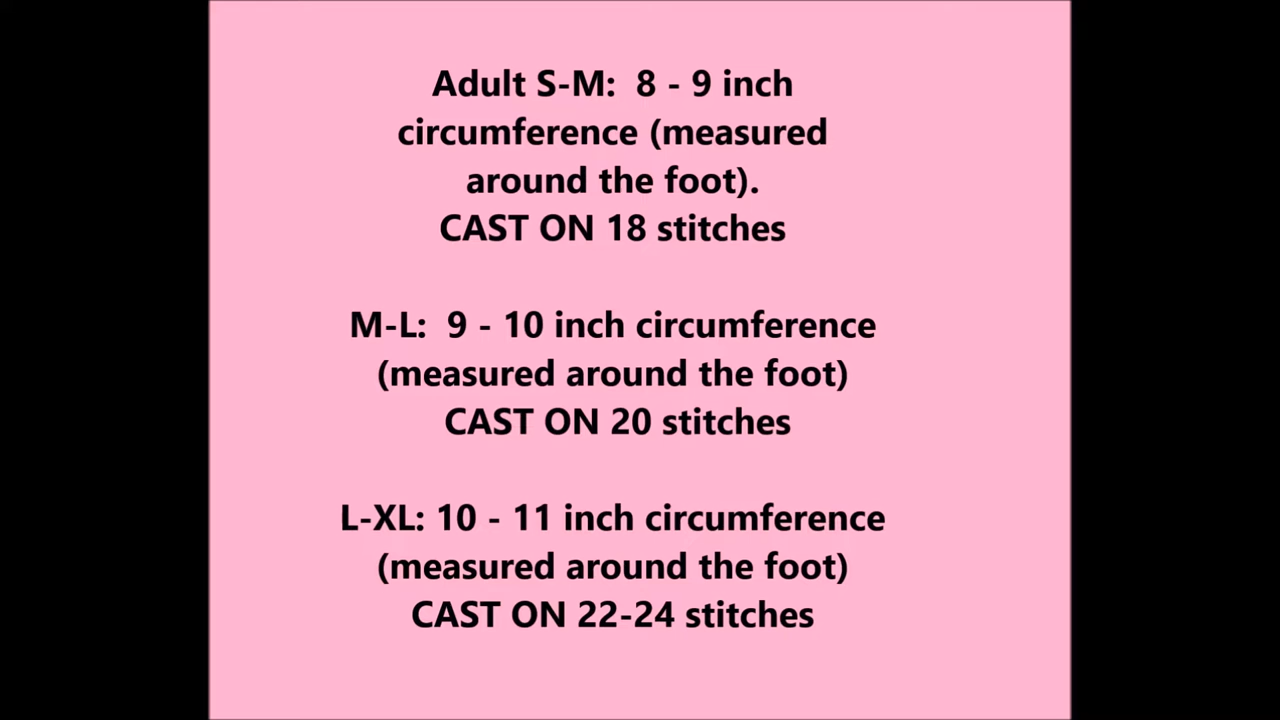 Adult S-M:  8 - 9 inch
circumference (measured
around the foot).
CAST ON 18 stitches
M-L:  9 - 10 inch circumference
(measured around the foot)
CAST ON 20 stitches
L-XL: 10 - 11 inch circumference
(measured around the foot)
CAST ON 22-24 stitches